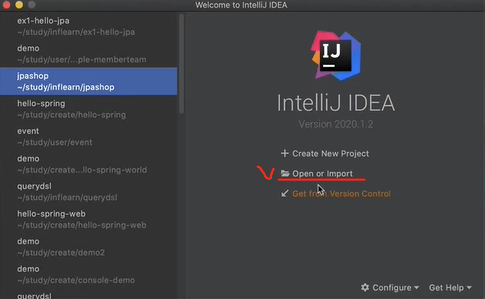 Welcome to IntelliJ IDEA
ex1-hello-jpa
~/study/inflearn/ex1-hello-jpa
demo
~/study/user/...ple-memberteam
jpashop
~/study/inflearn/jpashop
hello-spring
~/study/create/hello-spring
event
~/study/user/event
demo
~/study/create...llo-spring-world
querydsl
~/study/inflearn/querydsl
hello-spring-web
~/study/create/hello-spring-web
demo
~/study/create/demo2
demo
~/study/create/console-demo
querydsl
IJ
IntelliJ IDEA
Version 2020.1.2
Create New Project
Open or Import
Get from Version Control
Configure
Get Help